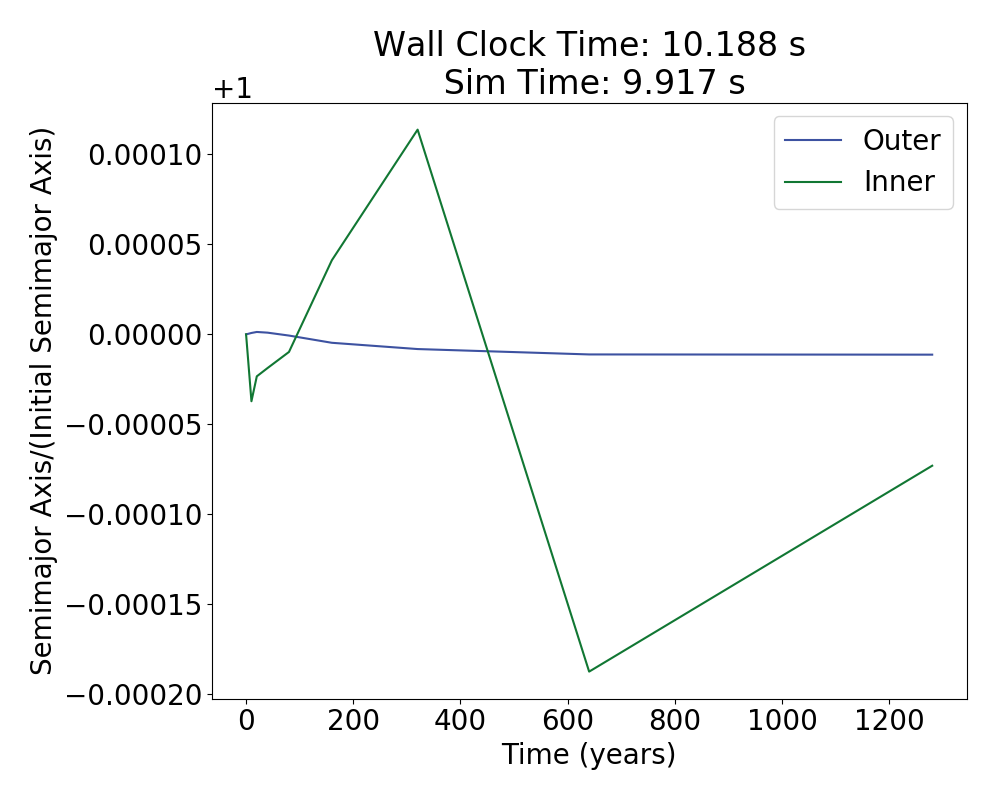 Wall Clock Time: 10.188 s
Sim Time: 9.917 s
+1
Outer
Inner
0.00010
0.00005
0.00000
−0.00005
−0.00010
−0.00015
−0.00020
Semimajor Axis/(Initial Semimajor Axis)
0 200 400 600 800 1000 1200
Time (years)